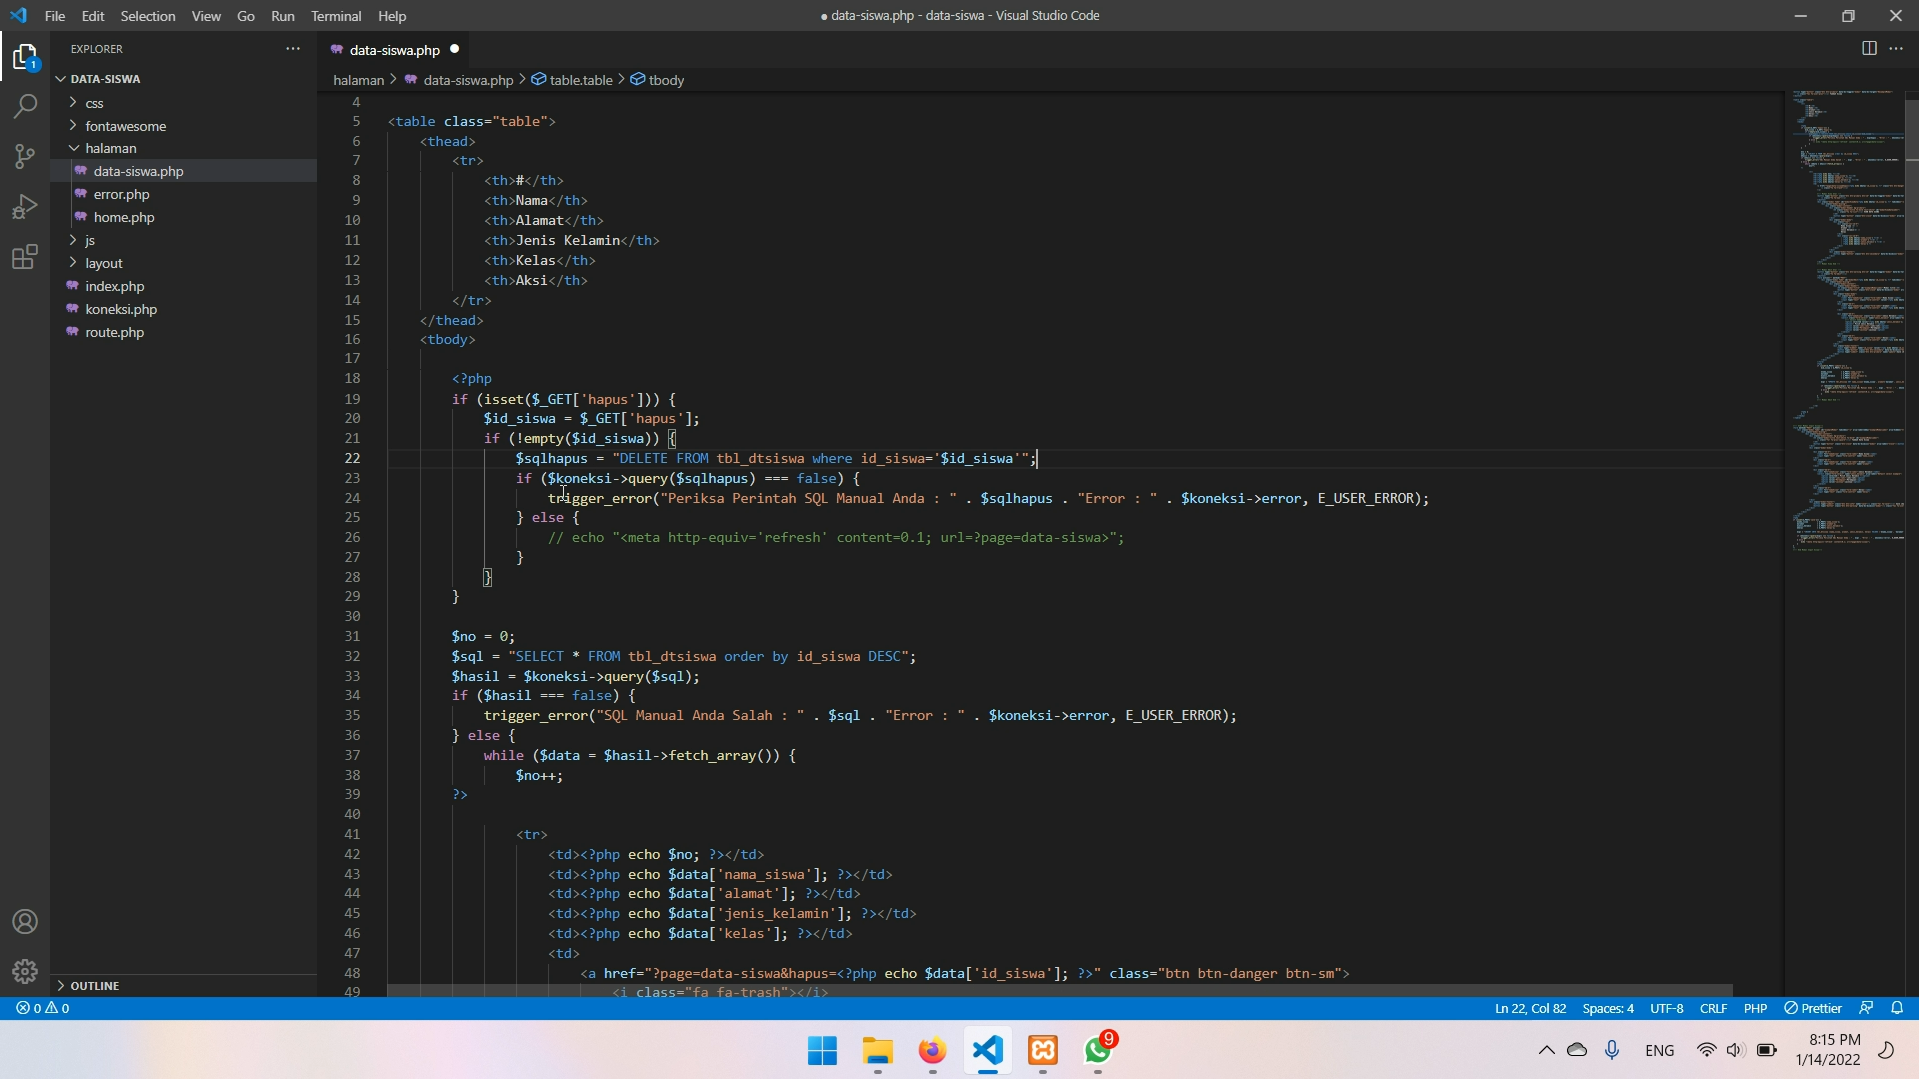 File Edit Selection View Go Run Terminal Help
● data-siswa.php - data-siswa - Visual Studio Code
EXPLORER
DATA-SISWA
css
fontawesome
halaman
data-siswa.php
error.php
home.php
js
layout
index.php
koneksi.php
route.php
OUTLINE
1
data-siswa.php
halaman > data-siswa.php > table.table > tbody
4
5 <table class="table">
6 <thead>
7 <tr>
8 <th>#</th>
9 <th>Nama</th>
10 <th>Alamat</th>
11 <th>Jenis Kelamin</th>
12 <th>Kelas</th>
13 <th>Aksi</th>
14 </tr>
15 </thead>
16 <tbody>
17
18 <?php
19 if (isset($_GET['hapus'])) {
20 $id_siswa = $_GET['hapus'];
21 if (!empty($id_siswa)) {
22 $sqlhapus = "DELETE FROM tbl_dtsiswa where id_siswa='$id_siswa'";
23 if ($koneksi->query($sqlhapus) === false) {
24 trigger_error("Periksa Perintah SQL Manual Anda : " . $sqlhapus . "Error : " . $koneksi->error, E_USER_ERROR);
25 } else {
26 // echo "<meta http-equiv='refresh' content=0.1; url=?page=data-siswa>";
27 }
28 }
29 }
30
31 $no = 0;
32 $sql = "SELECT * FROM tbl_dtsiswa order by id_siswa DESC";
33 $hasil = $koneksi->query($sql);
34 if ($hasil === false) {
35 trigger_error("SQL Manual Anda Salah : " . $sql . "Error : " . $koneksi->error, E_USER_ERROR);
36 } else {
37 while ($data = $hasil->fetch_array()) {
38 $no++;
39 ?>
40
41 <tr>
42 <td><?php echo $no; ?></td>
43 <td><?php echo $data['nama_siswa']; ?></td>
44 <td><?php echo $data['alamat']; ?></td>
45 <td><?php echo $data['jenis_kelamin']; ?></td>
46 <td><?php echo $data['kelas']; ?></td>
47 <td>
48 <a href="?page=data-siswa&hapus=<?php echo $data['id_siswa']; ?>" class="btn btn-danger btn-sm">
49 <i class="fa fa-trash"></i>
0 0
Ln 22, Col 82 Spaces: 4 UTF-8 CRLF PHP Prettier
9
ENG
8:15 PM
1/14/2022